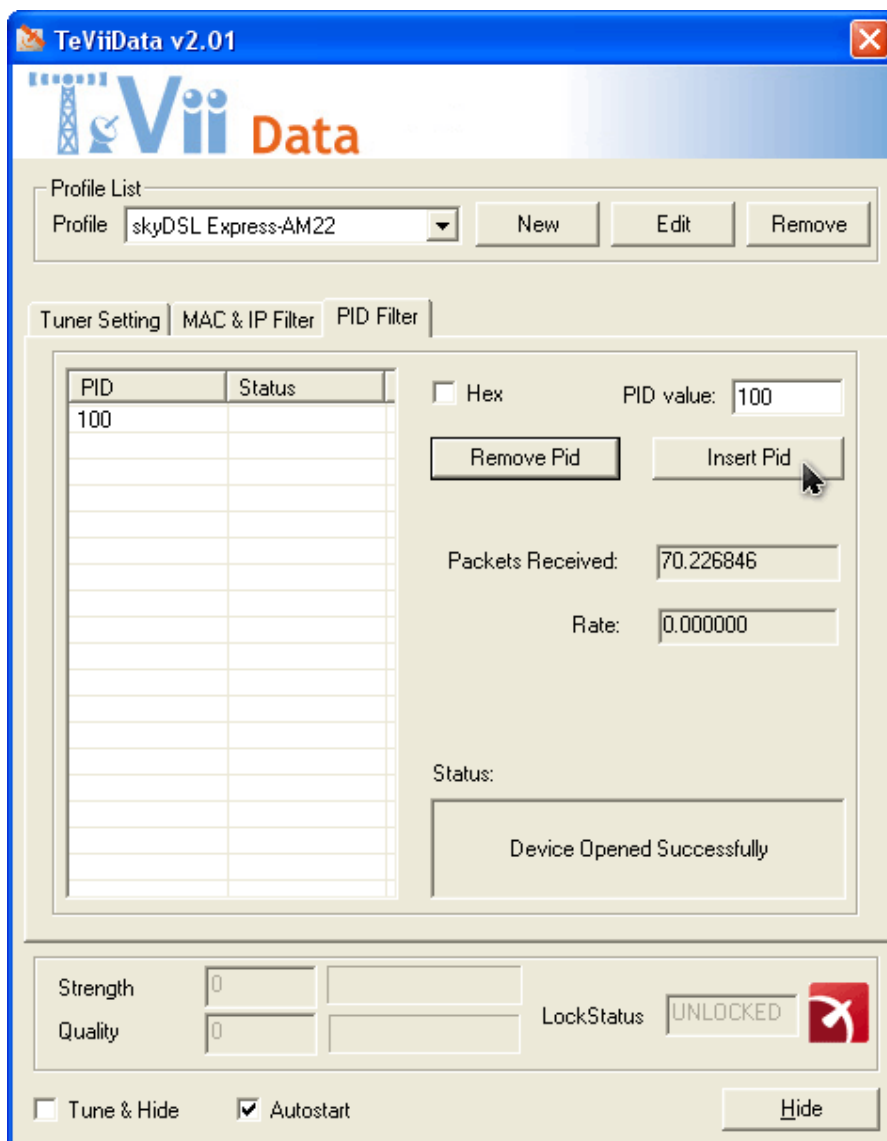 TeViiData v2.01
TeVii Data
Profile List
Profile skyDSL Express-AM22 New Edit Remove
Tuner Setting MAC & IP Filter PID Filter
PID Status
100
Hex PID value: 100
Remove Pid Insert Pid
Packets Received: 70.226846
Rate: 0.000000
Status:
Device Opened Successfully
Strength 0
Quality 0
LockStatus UNLOCKED
Tune & Hide Autostart Hide